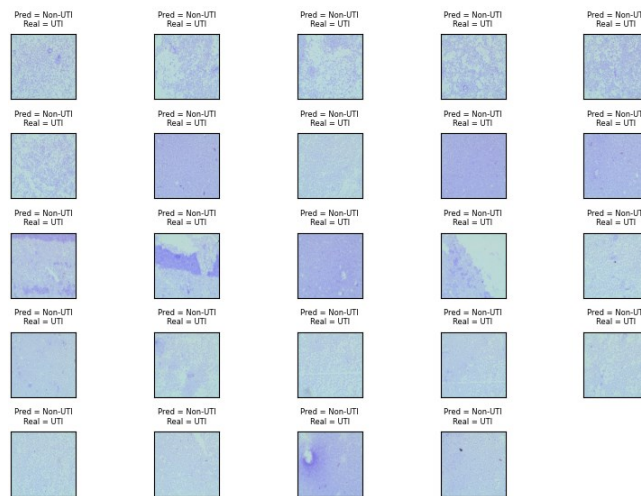 Pred = Non-UTI
Real = UTI
Pred = Non-UTI
Real = UTI
Pred = Non-UTI
Real = UTI
Pred = Non-UTI
Real = UTI
Pred = Non-UTI
Real = UTI
Pred = Non-UTI
Real = UTI
Pred = Non-UTI
Real = UTI
Pred = Non-UTI
Real = UTI
Pred = Non-UTI
Real = UTI
Pred = Non-UTI
Real = UTI
Pred = Non-UTI
Real = UTI
Pred = Non-UTI
Real = UTI
Pred = Non-UTI
Real = UTI
Pred = Non-UTI
Real = UTI
Pred = Non-UTI
Real = UTI
Pred = Non-UTI
Real = UTI
Pred = Non-UTI
Real = UTI
Pred = Non-UTI
Real = UTI
Pred = Non-UTI
Real = UTI
Pred = Non-UTI
Real = UTI
Pred = Non-UTI
Real = UTI
Pred = Non-UTI
Real = UTI
Pred = Non-UTI
Real = UTI
Pred = Non-UTI
Real = UTI